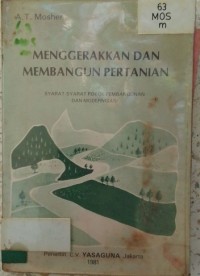 A. T. Mosher
63
MOS
m
MENGGERAKKAN DAN
MEMBANGUN PERTANIAN
SYARAT-SYARAT POKOK PEMBANGUNAN
DAN MODERNISASI
Penerbit C.V. YASAGUNA Jakarta
1981